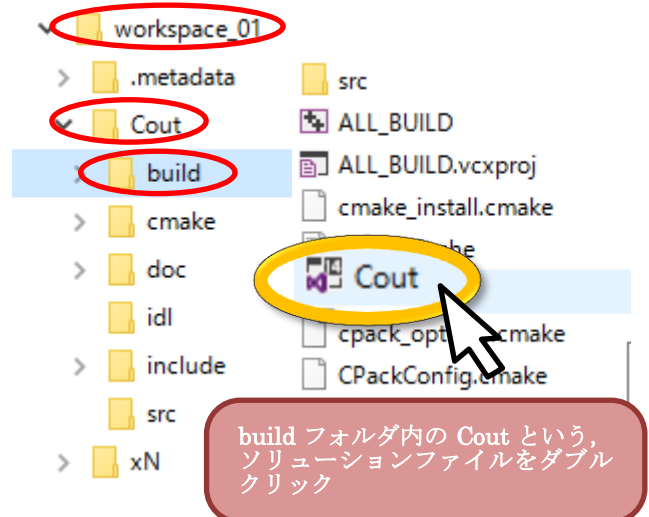 workspace_01
.metadata
Cout
build
cmake
doc
idl
include
src
xN
src
ALL_BUILD
ALL_BUILD.vcxproj
cmake_install.cmake
Cout
cmake
CPackConfig.cmake
build フォルダ内の Cout という,
ソリューションファイルをダブル
クリック